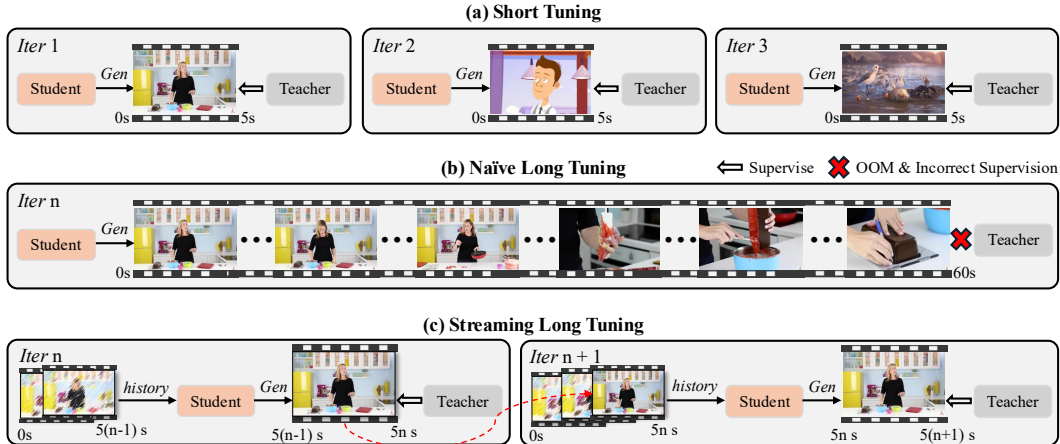 (a) Short Tuning
Iter 1
Student
Gen
Teacher
0s
5s
Iter 2
Student
Gen
Teacher
0s
5s
Iter 3
Student
Gen
Teacher
0s
5s
(b) Naïve Long Tuning
Supervise
OOM & Incorrect Supervision
Iter n
Student
Gen
Teacher
0s
60s
(c) Streaming Long Tuning
Iter n
history
Student
Gen
Teacher
0s
5(n-1) s
5(n-1) s
5n s
Iter n + 1
history
Student
Gen
Teacher
0s
5n s
5n s
5(n+1) s